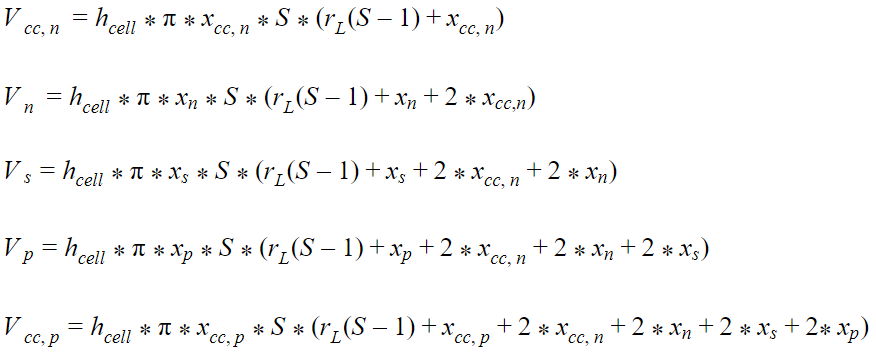 V_{cc, n} = h_{cell} * π * x_{cc, n} * S * (r_L(S – 1) + x_{cc, n})
V_n = h_{cell} * π * x_n * S * (r_L(S – 1) + x_n + 2 * x_{cc,n})
V_s = h_{cell} * π * x_s * S * (r_L(S – 1) + x_s + 2 * x_{cc, n} + 2 * x_n)
V_p = h_{cell} * π * x_p * S * (r_L(S – 1) + x_p + 2 * x_{cc, n} + 2 * x_n + 2 * x_s)
V_{cc, p} = h_{cell} * π * x_{cc, p} * S * (r_L(S – 1) + x_{cc, p} + 2 * x_{cc, n} + 2 * x_n + 2 * x_s + 2* x_p)